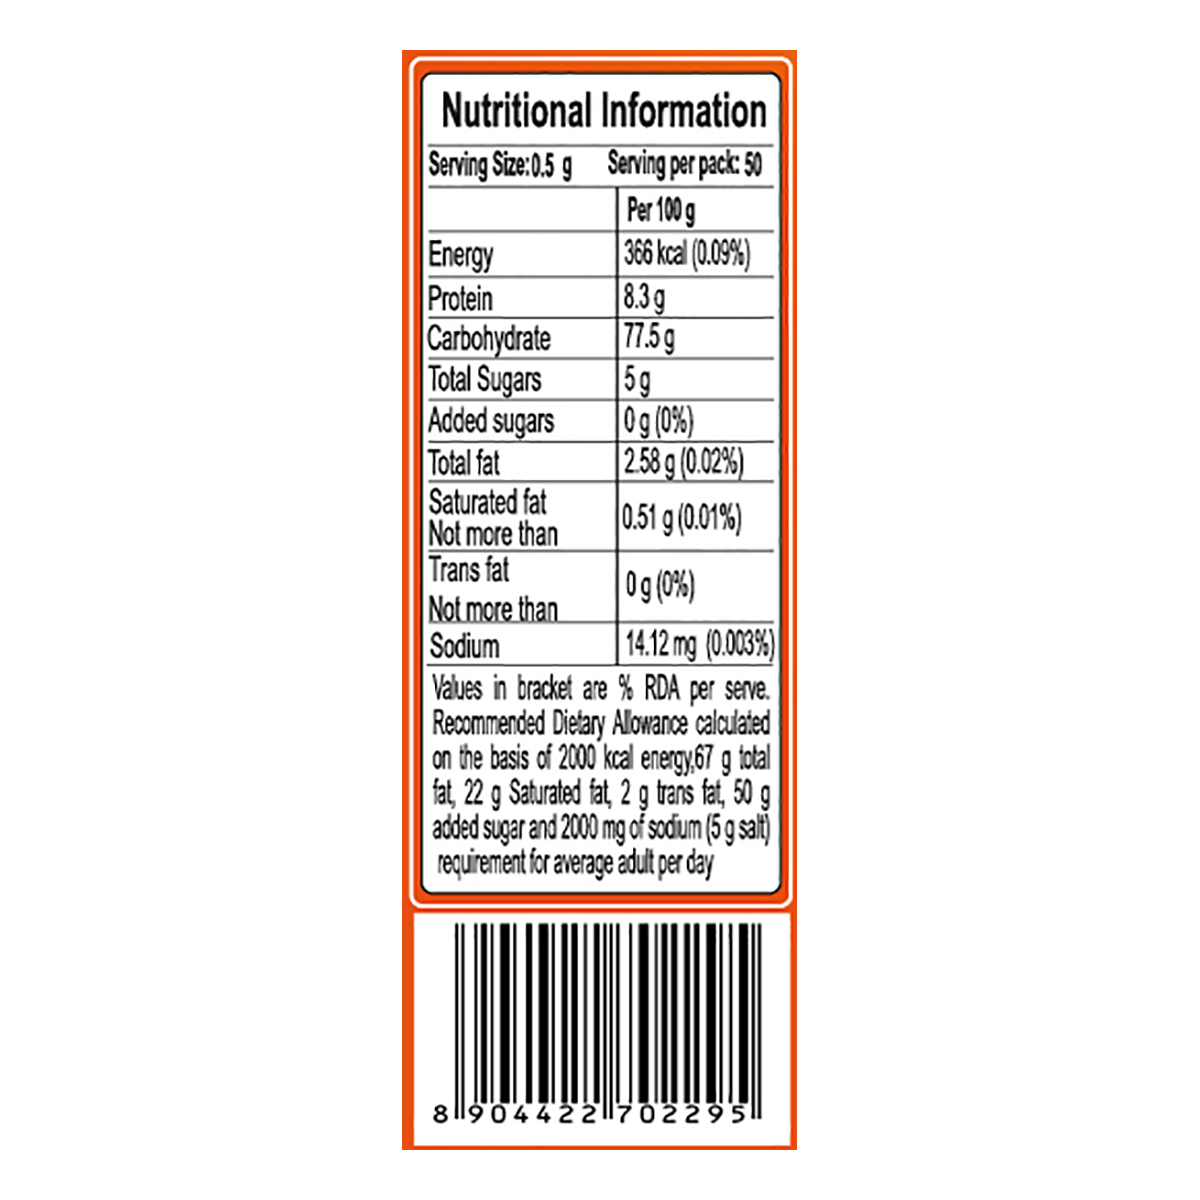 Nutritional Information
Serving Size:0.5 g Serving per pack: 50
Per 100 g
Energy 366 kcal (0.09%)
Protein 8.3 g
Carbohydrate 77.5 g
Total Sugars 5 g
Added sugars 0 g (0%)
Total fat 2.58 g (0.02%)
Saturated fat
Not more than 0.51 g (0.01%)
Trans fat
Not more than 0 g (0%)
Sodium 14.12 mg (0.003%)
Values in bracket are % RDA per serve.
Recommended Dietary Allowance calculated
on the basis of 2000 kcal energy,67 g total
fat, 22 g Saturated fat, 2 g trans fat, 50 g
added sugar and 2000 mg of sodium (5 g salt)
requirement for average adult per day
8 904422 702295